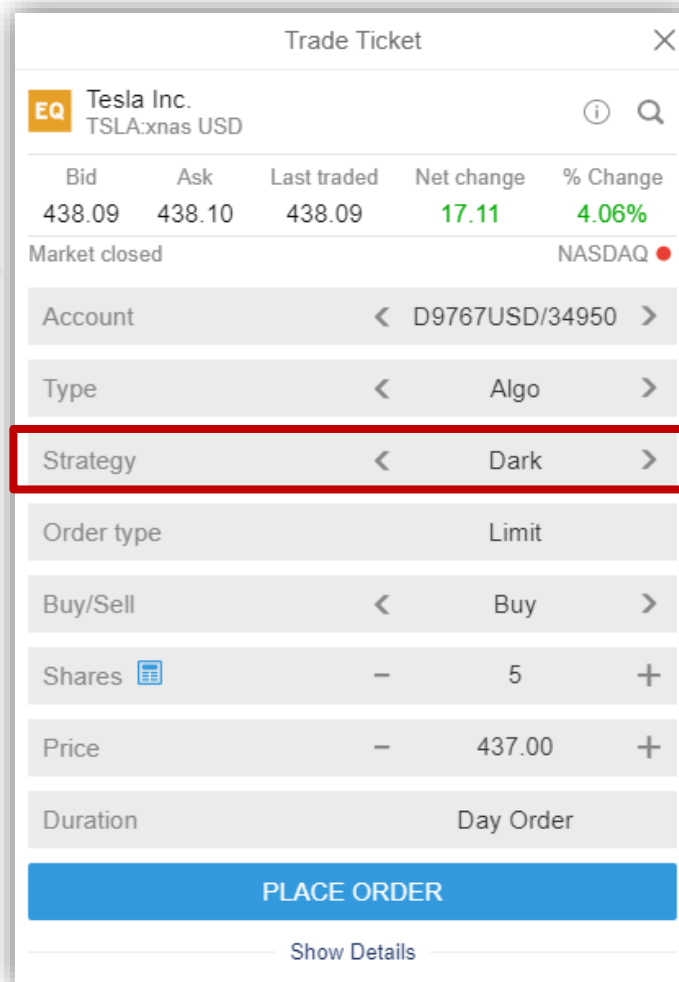 Trade Ticket
EQ Tesla Inc.
TSLA:xnas USD
Bid Ask Last traded Net change % Change
438.09 438.10 438.09 17.11 4.06%
Market closed NASDAQ
Account D9767USD/34950
Type Algo
Strategy Dark
Order type Limit
Buy/Sell Buy
Shares - 5 +
Price - 437.00 +
Duration Day Order
PLACE ORDER
Show Details